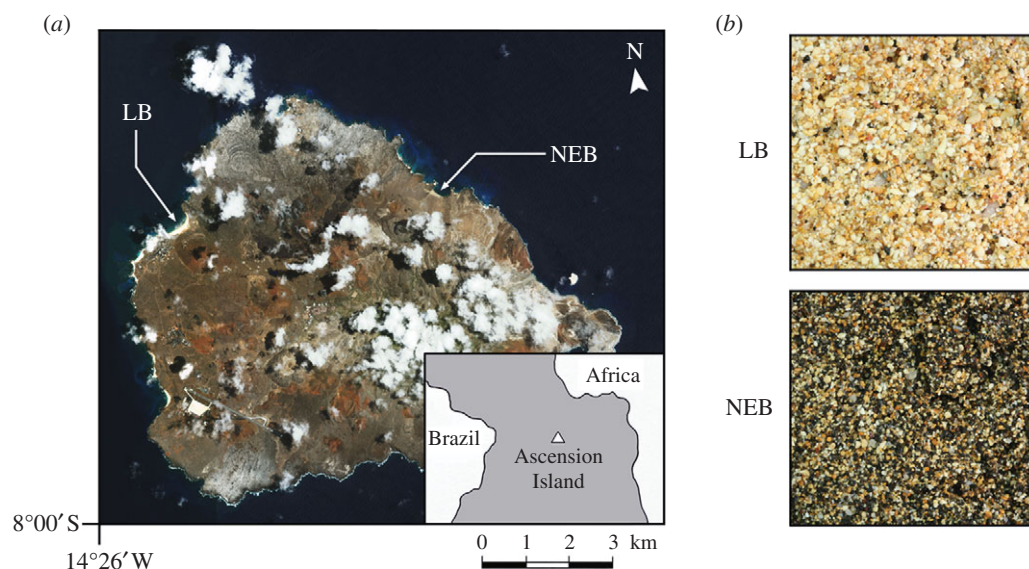 (a)
(b)
N
LB
NEB
LB
NEB
Africa
Brazil
Ascension
Island
8°00′S
14°26′W
0 1 2 3 km